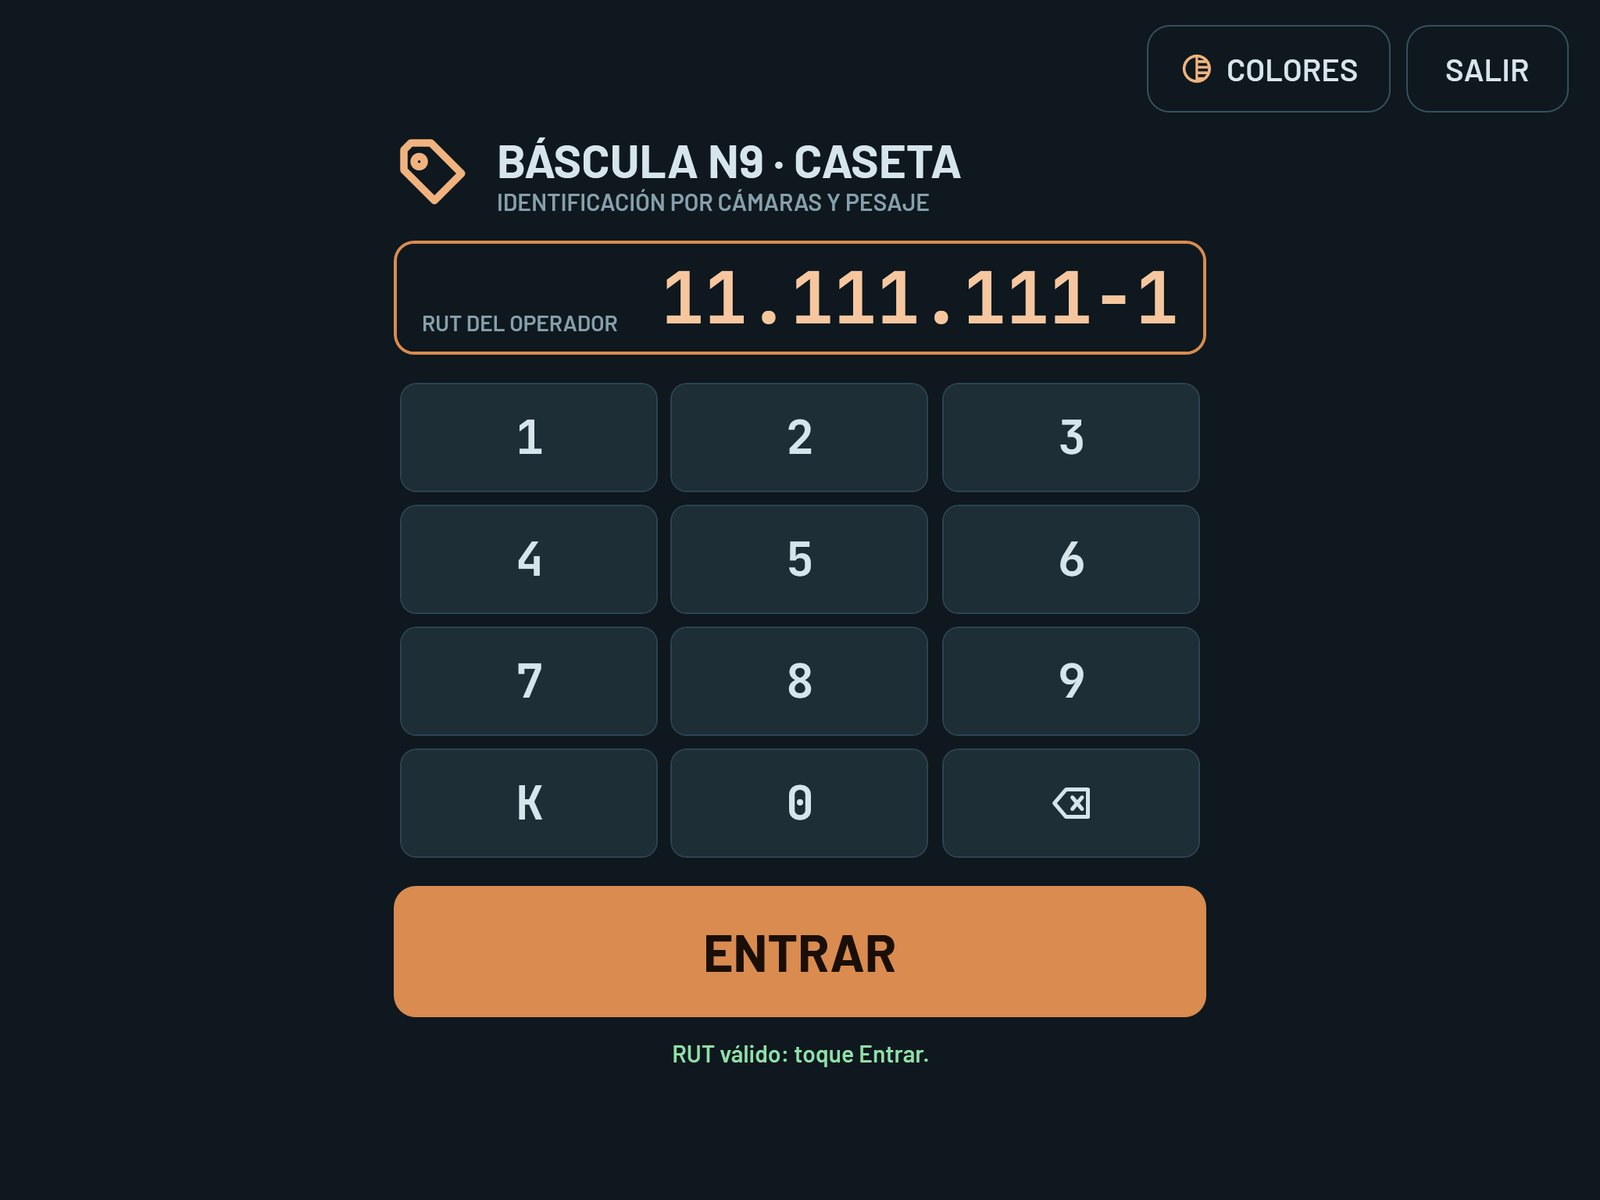 COLORES
SALIR
BÁSCULA N9 · CASETA
IDENTIFICACIÓN POR CÁMARAS Y PESAJE
RUT DEL OPERADOR 11.111.111-1
1 2 3
4 5 6
7 8 9
K 0
ENTRAR
RUT válido: toque Entrar.